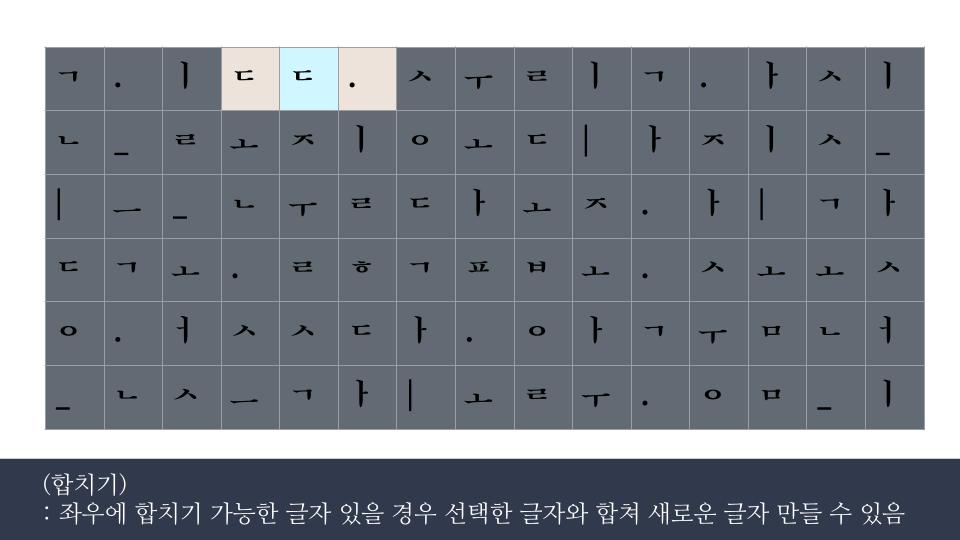 ㄱ . ㅣ ㄷ ㄷ . ㅅ ㅜ ㄹ ㅣ ㄱ . ㅏ ㅅ ㅣ
ㄴ _ ㄹ ㅗ ㅈ ㅣ ㅇ ㅗ ㄷ | ㅏ ㅈ ㅣ ㅅ _
| ㅡ _ ㄴ ㅜ ㄹ ㄷ ㅏ ㅗ ㅈ . ㅏ | ㄱ ㅏ
ㄷ ㄱ ㅗ . ㄹ ㅎ ㄱ ㅍ ㅂ ㅗ . ㅅ ㅗ ㅗ ㅅ
ㅇ . ㅓ ㅅ ㅅ ㄷ ㅏ . ㅇ ㅏ ㄱ ㅜ ㅁ ㄴ ㅓ
_ ㄴ ㅅ ㅡ ㄱ ㅏ | ㅗ ㄹ ㅜ . ㅇ ㅁ _ ㅣ
(합치기)
: 좌우에 합치기 가능한 글자 있을 경우 선택한 글자와 합쳐 새로운 글자 만들 수 있음